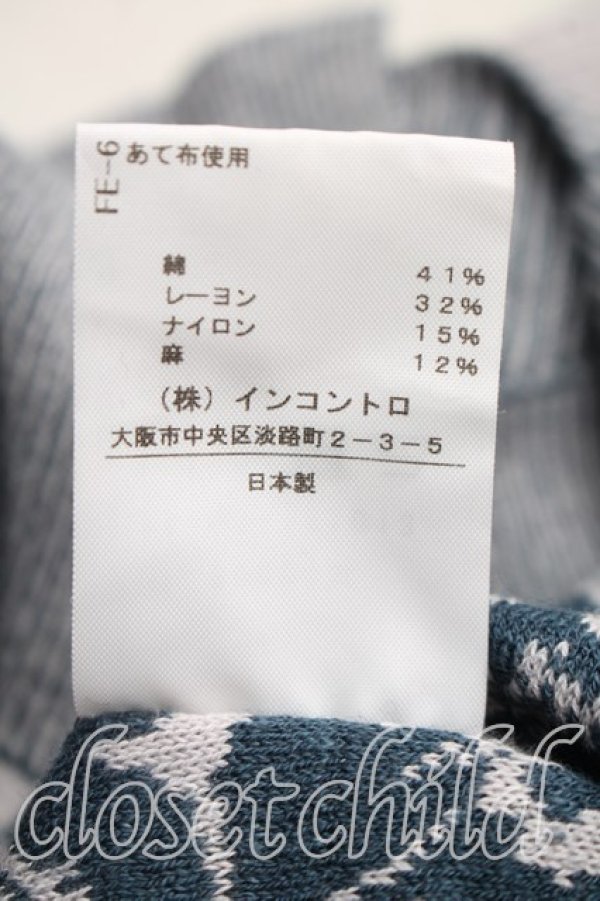 FE-6
あて布使用
綿 41%
レーヨン 32%
ナイロン 15%
麻 12%
(株)インコントロ
大阪市中央区淡路町2-3-5
日本製
closet child